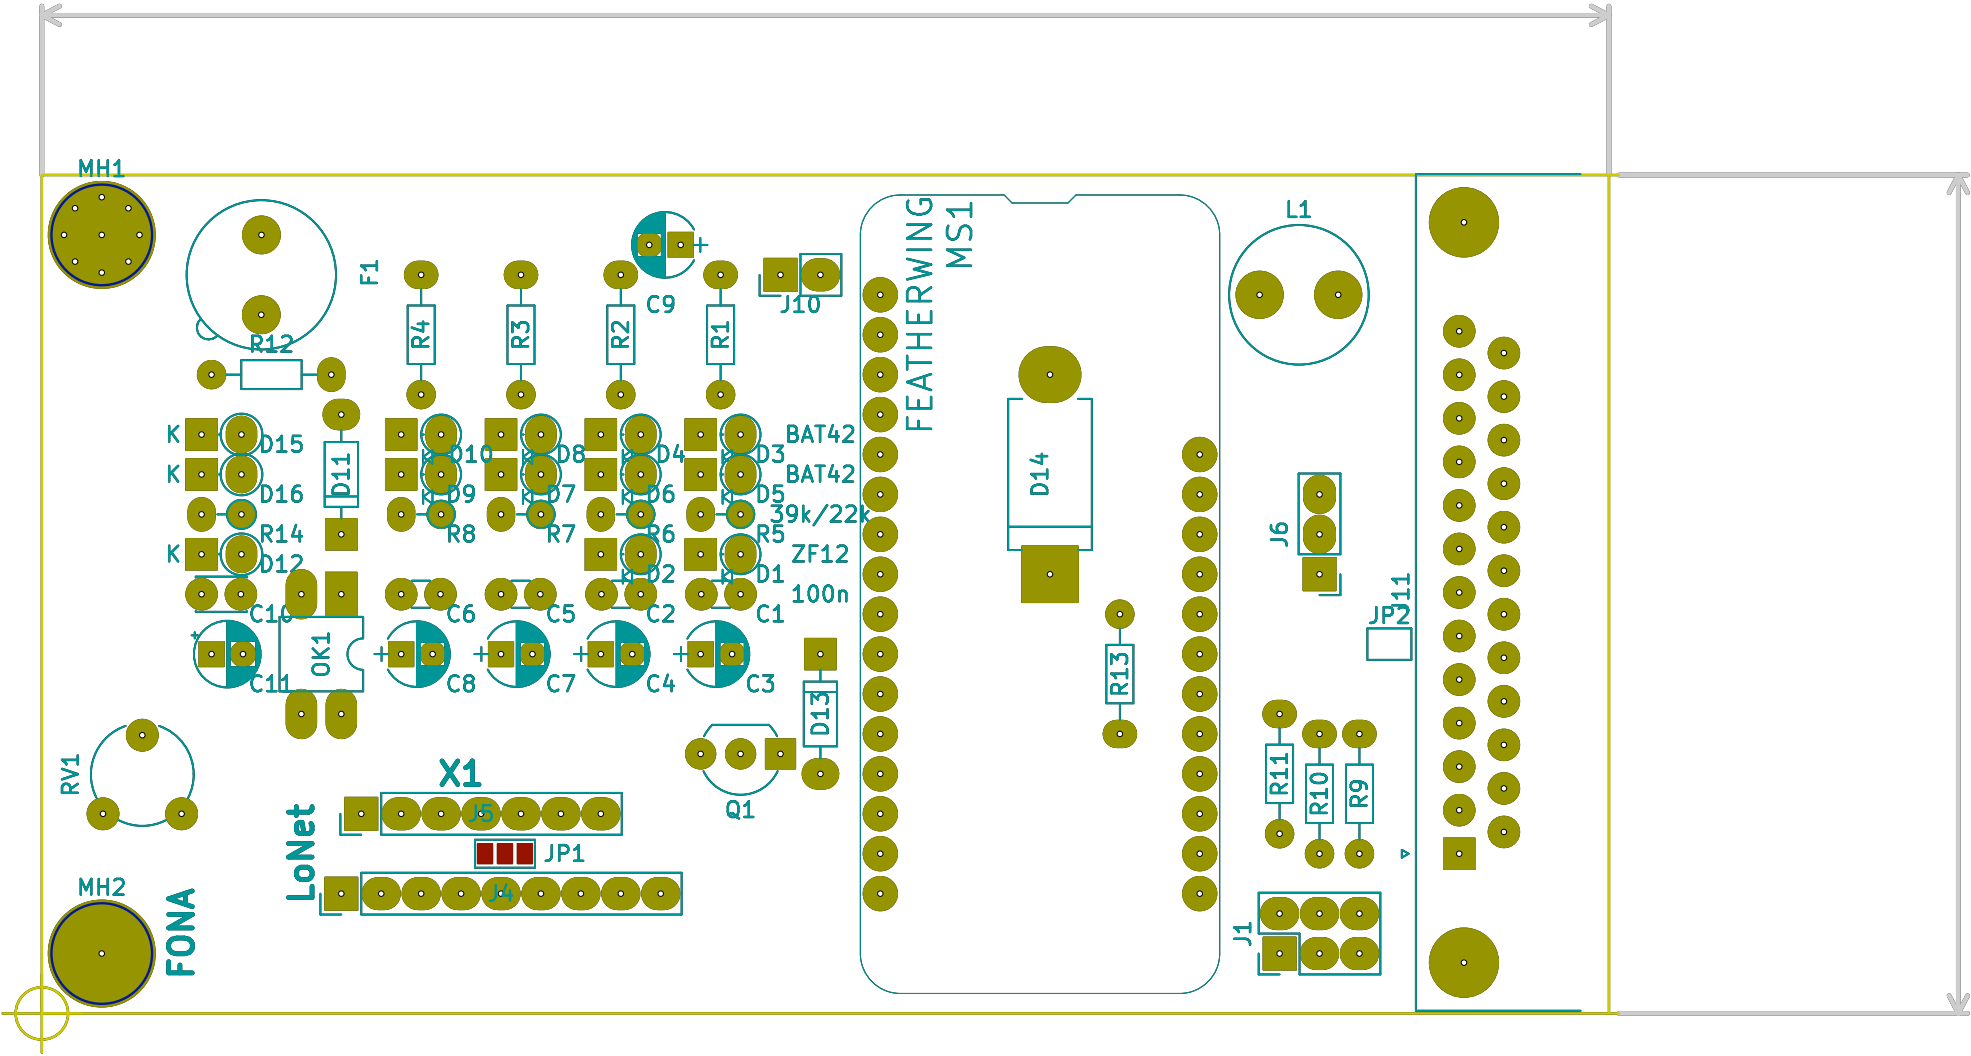 MH1
L1
FEATHERWING
MS1
F1
C9
J10
R12
R4
R3
R2
R1
K
D15
D10
D8
D4
D3
BAT42
K
D16
D11
D9
D7
D6
D5
BAT42
D14
K
K
K
K
K
K
K
K
R14
R8
R7
R6
R5
39k/22k
J6
K
D12
D2
D1
ZF12
K
K
C10
C6
C5
C2
C1
100n
J11
JP2
+
C11
OK1
+
C8
+
C7
+
C4
+
C3
+
R13
D13
RV1
X1
Q1
R11
R10
R9
J5
LoNet
JP1
MH2
J4
FONA
J1